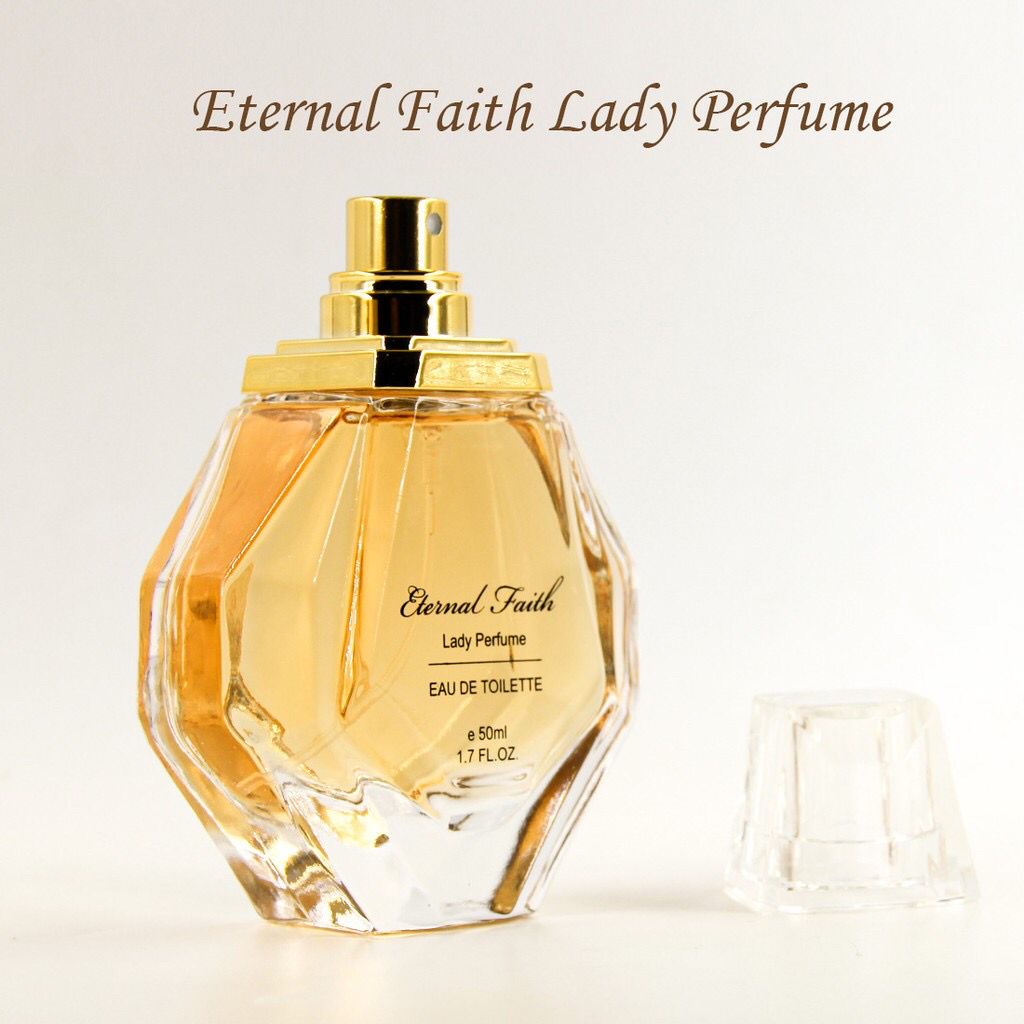 Eternal Faith Lady Perfume
Eternal Faith
Lady Perfume
EAU DE TOILETTE
e 50ml
1.7 FL.OZ.